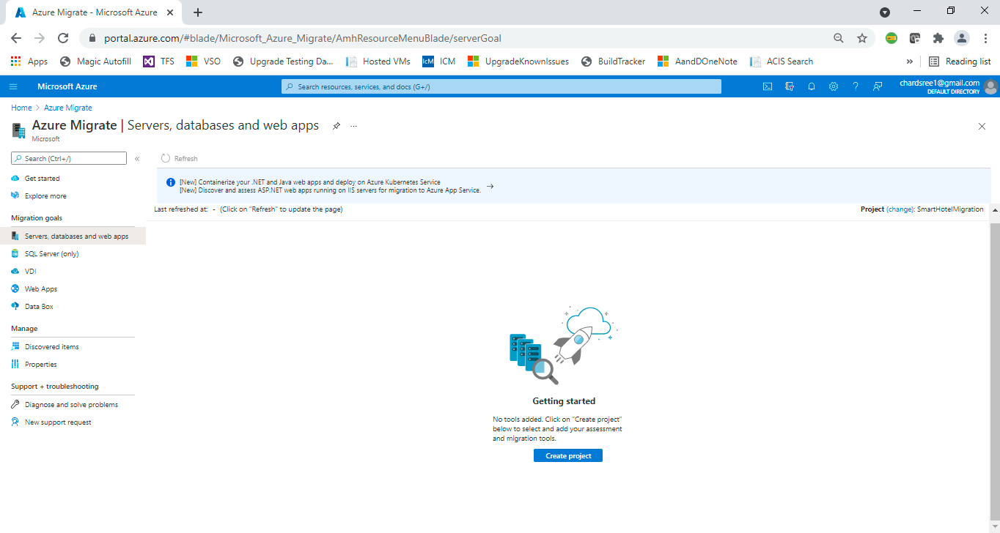 Azure Migrate - Microsoft Azure
portal.azure.com/#blade/Microsoft_Azure_Migrate/AmhResourceMenuBlade/serverGoal
Apps Magic Autofill TFS VSO Upgrade Testing Da... Hosted VMs IcM ICM UpgradeKnownIssues BuildTracker AandDOneNote ACIS Search » Reading list
Microsoft Azure Search resources, services, and docs (G+/) chardsree1@gmail.com
DEFAULT DIRECTORY
Home > Azure Migrate
Azure Migrate | Servers, databases and web apps ...
Microsoft
Search (Ctrl+/) «
Get started
Explore more
Migration goals
Servers, databases and web apps
SQL Server (only)
VDI
Web Apps
Data Box
Manage
Discovered items
Properties
Support + troubleshooting
Diagnose and solve problems
New support request
Refresh
[New] Containerize your .NET and Java web apps and deploy on Azure Kubernetes Service
[New] Discover and assess ASP.NET web apps running on IIS servers for migration to Azure App Service. →
Last refreshed at: - (Click on "Refresh" to update the page) Project (change): SmartHotelMigration
Getting started
No tools added. Click on "Create project"
below to select and add your assessment
and migration tools.
Create project